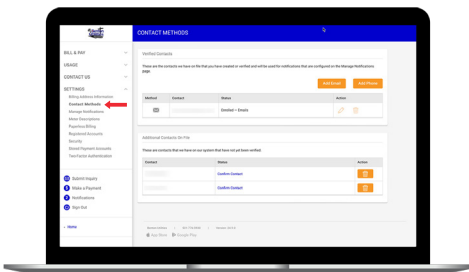 CONTACT METHODS
BILL & PAY
USAGE
CONTACT US
SETTINGS
Billing Address Information
Contact Methods
Manage Notifications
Meter Descriptions
Paperless Billing
Registered Accounts
Security
Stored Payment Accounts
Two-Factor Authentication
Submit Inquiry
Make a Payment
Notifications
Sign Out
Home
Verified Contacts
These are the contacts we have on file that you have created or verified and will be used for notifications that are configured on the Manage Notifications
page.
Add Email
Add Phone
Method Contact Status Action
Enrolled - Emails
Additional Contacts On File
These are contacts that we have on our system that have not yet been verified.
Contact Status Action
Confirm Contact
Confirm Contact
App Store
Google Play